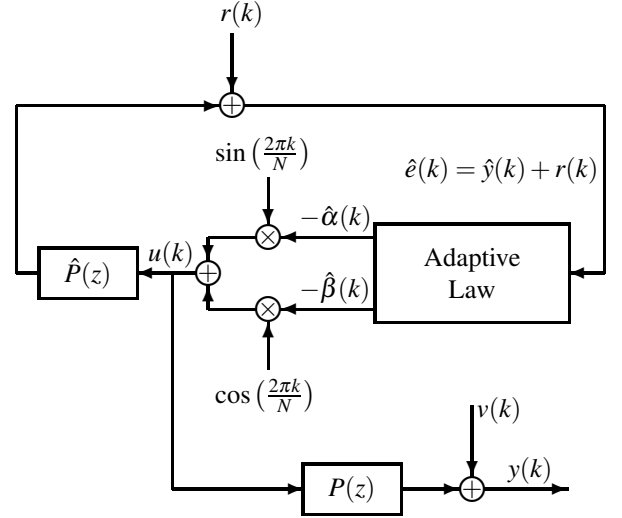 r(k)
sin (2πk/N)
ê(k) = ŷ(k) + r(k)
−α̂(k)
u(k)
P̂(z)
Adaptive
Law
−β̂(k)
cos (2πk/N)
v(k)
P(z)
y(k)